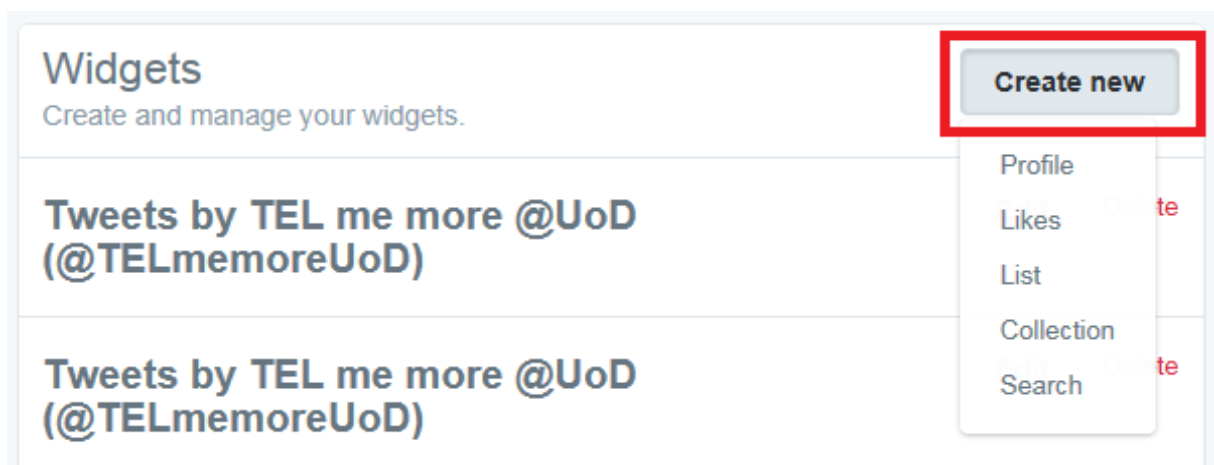 Widgets
Create new
Create and manage your widgets.
Profile
Tweets by TEL me more @UoD
(@TELmemoreUoD)
Likes
List
Collection
Tweets by TEL me more @UoD
(@TELmemoreUoD)
Search